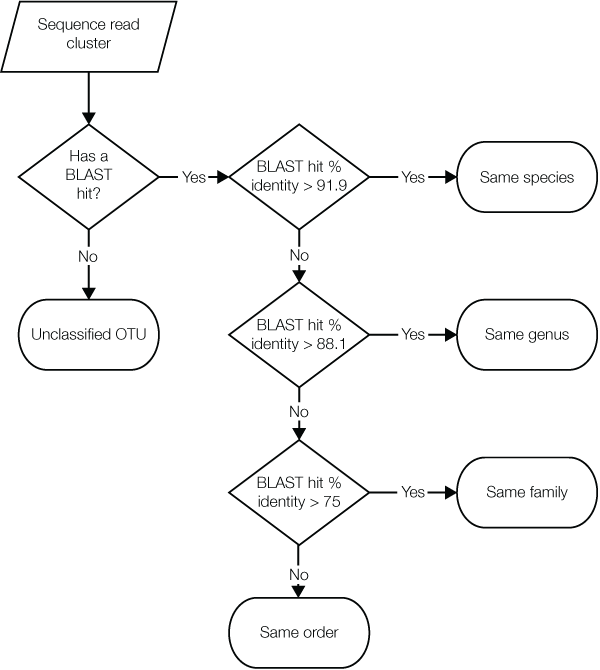 Sequence read
cluster
Has a
BLAST
hit?
Yes
BLAST hit %
identity > 91.9
Yes
Same species
No
Unclassified OTU
No
BLAST hit %
identity > 88.1
Yes
Same genus
No
BLAST hit %
identity > 75
Yes
Same family
No
Same order